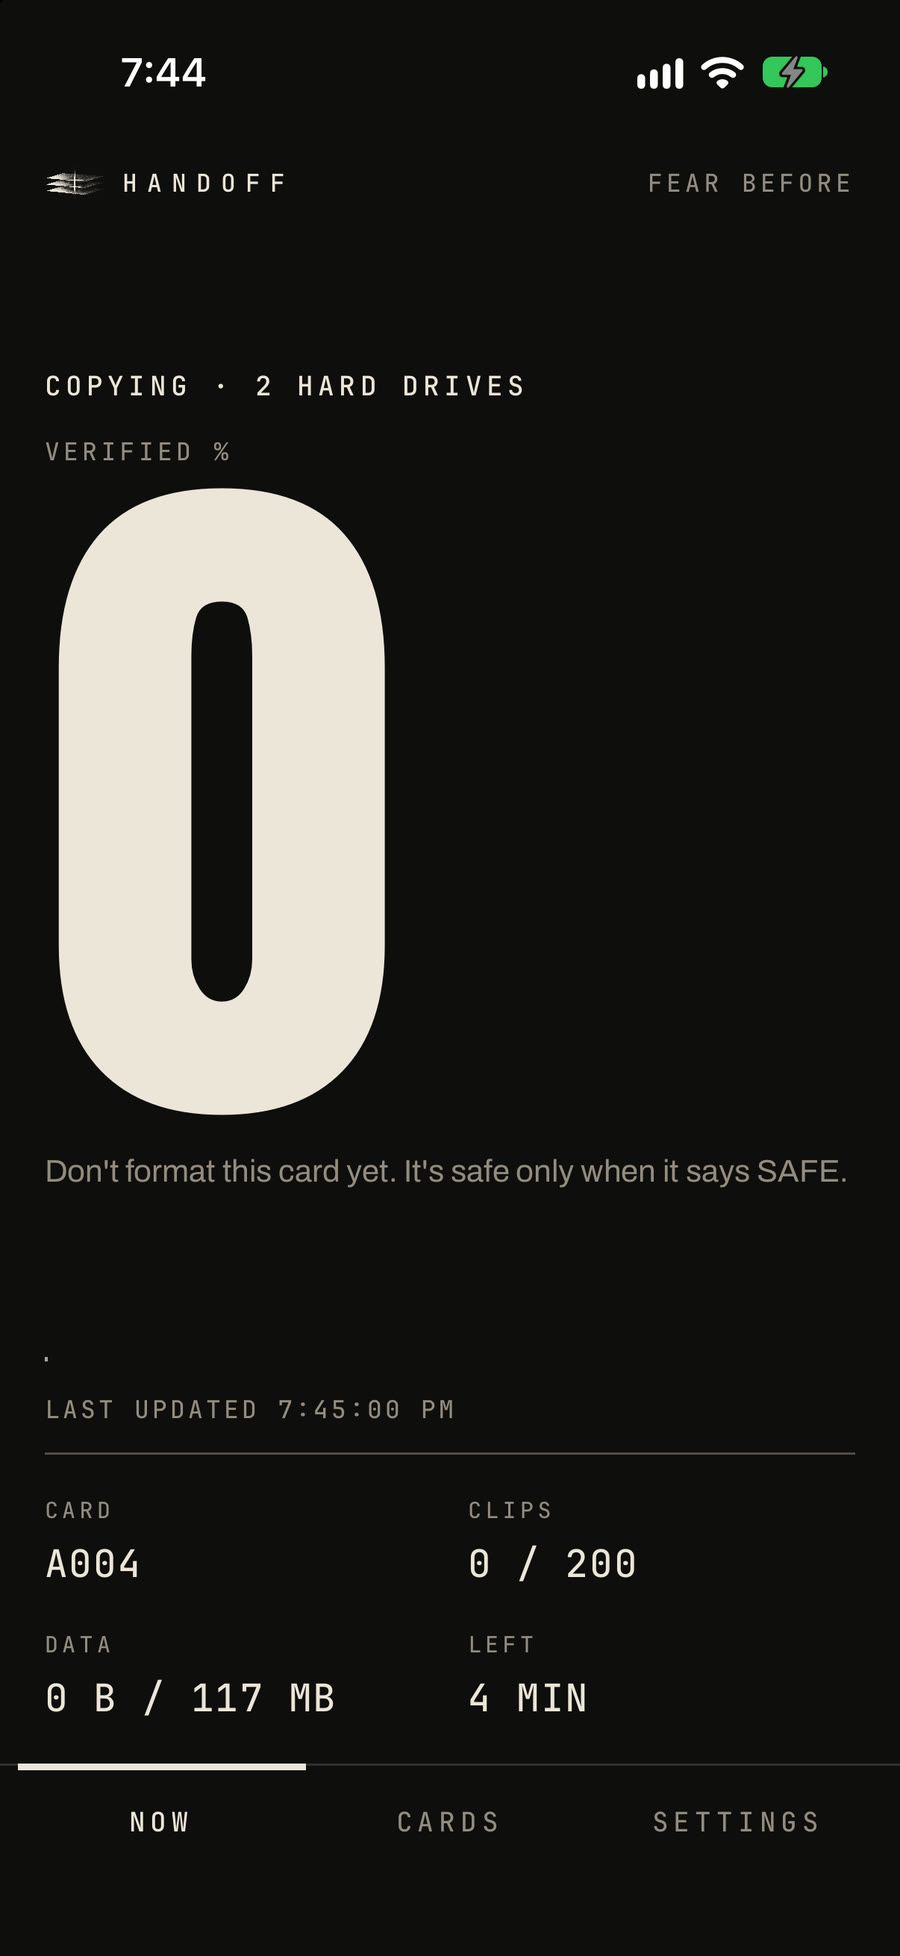 7:44
HANDOFF
FEAR BEFORE
COPYING · 2 HARD DRIVES
VERIFIED %
0
Don't format this card yet. It's safe only when it says SAFE.
LAST UPDATED 7:45:00 PM
CARD
CLIPS
A004
0 / 200
DATA
LEFT
0 B / 117 MB
4 MIN
NOW
CARDS
SETTINGS